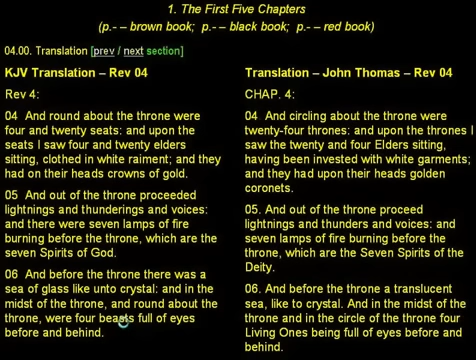 1. The First Five Chapters
(p.- – brown book;  p.- – black book;  p.- – red book)
04.00.  Translation [prev / next section]
KJV Translation – Rev 04
Rev 4:
04  And round about the throne were
four and twenty seats: and upon the
seats I saw four and twenty elders
sitting, clothed in white raiment; and they
had on their heads crowns of gold.
05  And out of the throne proceeded
lightnings and thunderings and voices:
and there were seven lamps of fire
burning before the throne, which are the
seven Spirits of God.
06  And before the throne there was a
sea of glass like unto crystal: and in the
midst of the throne, and round about the
throne, were four beasts full of eyes
before and behind.
Translation – John Thomas – Rev 04
CHAP. 4:
04  And circling about the throne were
twenty-four thrones: and upon the thrones I
saw the twenty and four Elders sitting,
having been invested with white garments;
and they had upon their heads golden
coronets.
05. And out of the throne proceed
lightnings and thunders and voices: and
seven lamps of fire burning before the
throne, which are the Seven Spirits of the
Deity.
06. And before the throne a translucent
sea, like to crystal. And in the midst of the
throne and in the circle of the throne four
Living Ones being full of eyes before and
behind.